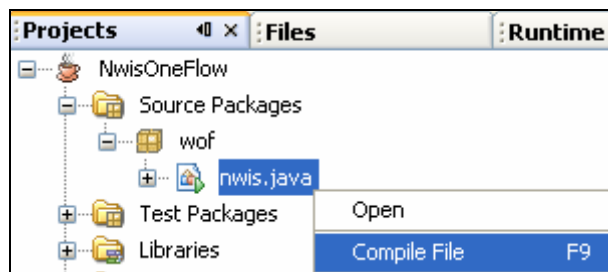 Projects Files Runtime
NwisOneFlow
Source Packages
wof
nwis.java
Test Packages Open
Libraries Compile File F9